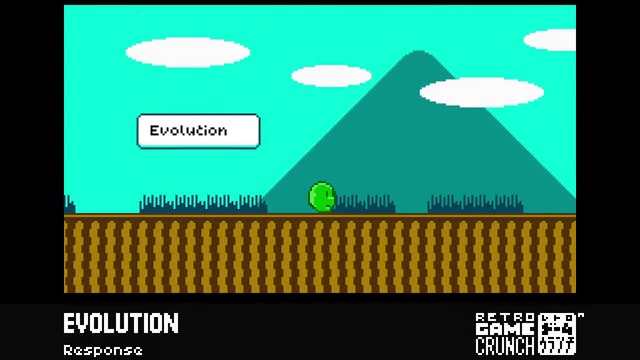 Evolution
EVOLUTION
Response
RETRO
GAME
CRUNCH